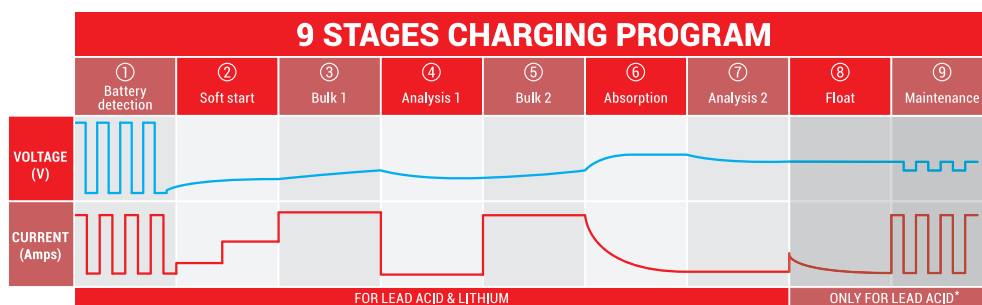 9 STAGES CHARGING PROGRAM
① ② ③ ④ ⑤ ⑥ ⑦ ⑧ ⑨
Battery detection
Soft start
Bulk 1
Analysis 1
Bulk 2
Absorption
Analysis 2
Float
Maintenance
VOLTAGE
(V)
CURRENT
(Amps)
FOR LEAD ACID & LITHIUM
ONLY FOR LEAD ACID*